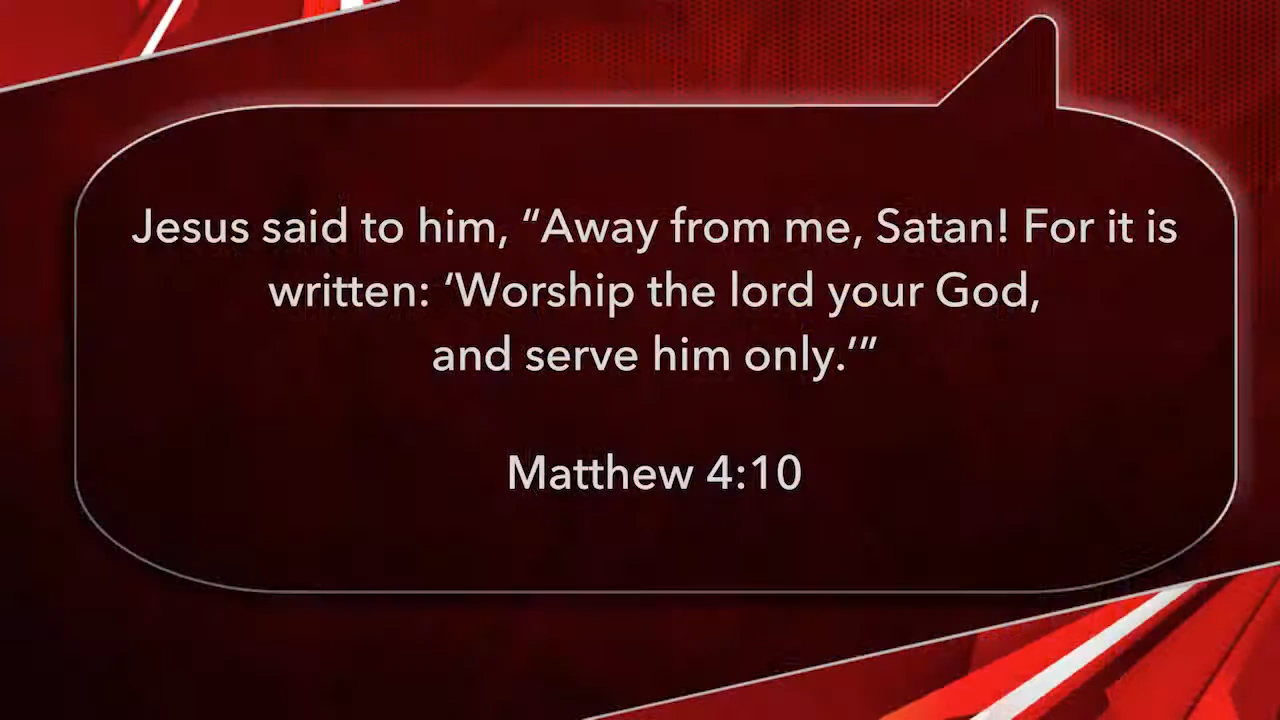 Jesus said to him, “Away from me, Satan! For it is
written: ‘Worship the lord your God,
and serve him only.’”
Matthew 4:10